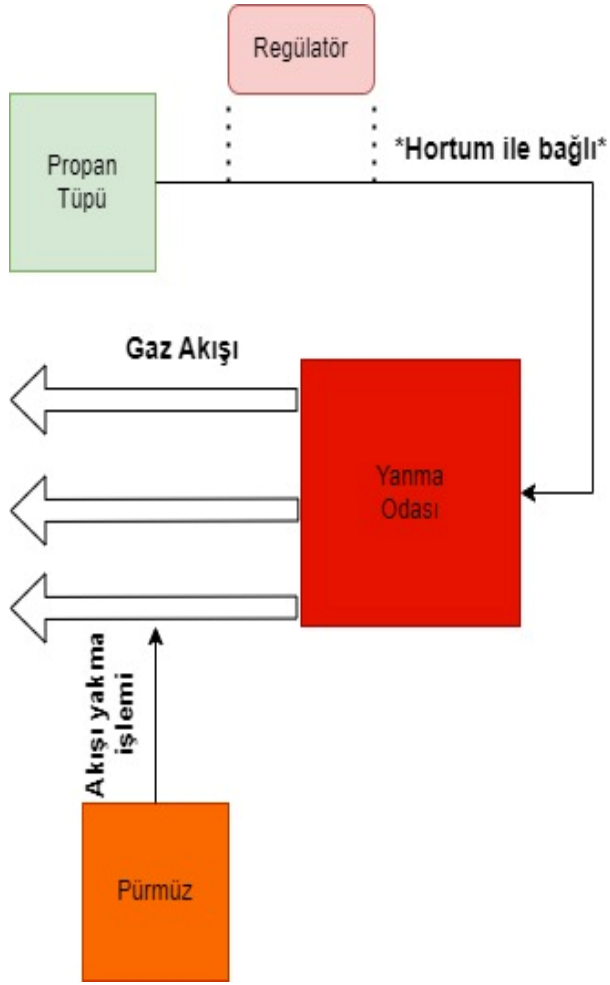 Regülatör
*Hortum ile bağlı*
Propan
Tüpü
Gaz Akışı
Yanma
Odası
Akışı yakma
işlemi
Pürmüz